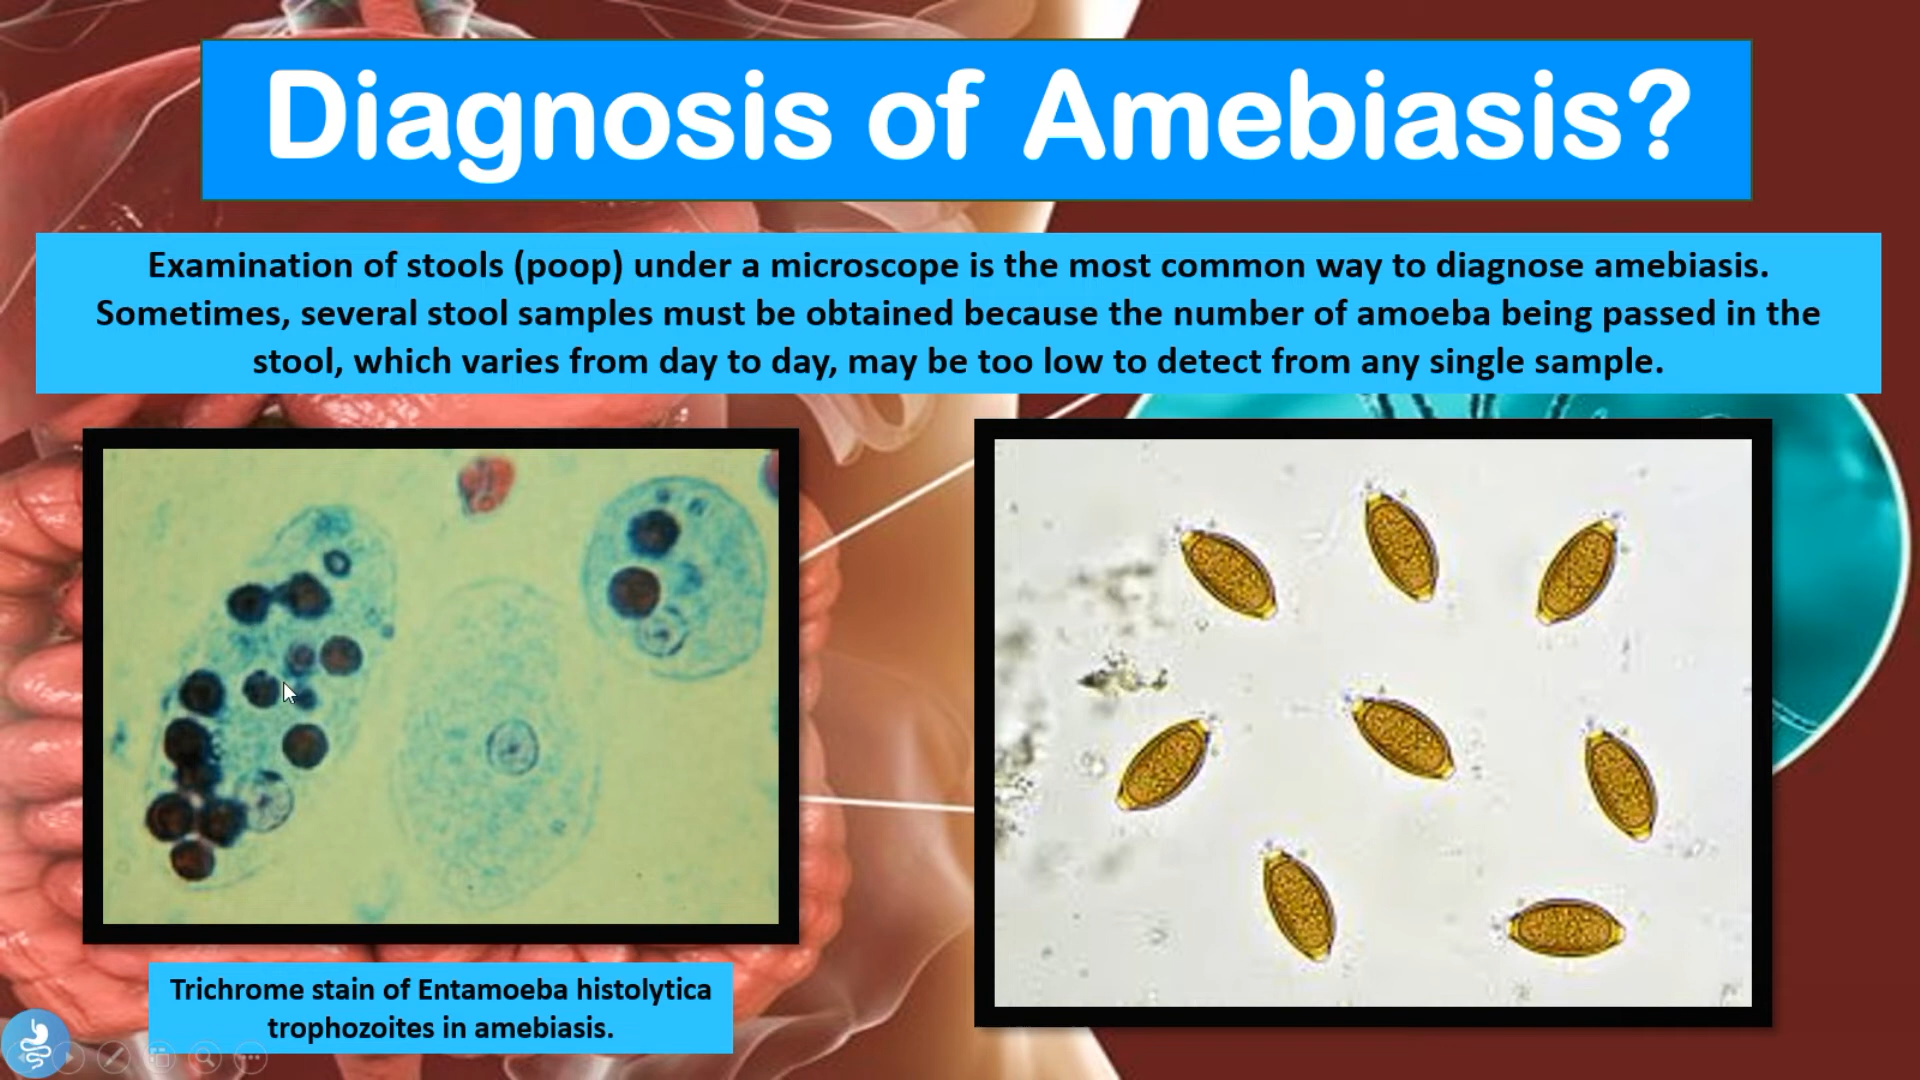 Diagnosis of Amebiasis?
Examination of stools (poop) under a microscope is the most common way to diagnose amebiasis.
Sometimes, several stool samples must be obtained because the number of amoeba being passed in the
stool, which varies from day to day, may be too low to detect from any single sample.
Trichrome stain of Entamoeba histolytica
trophozoites in amebiasis.